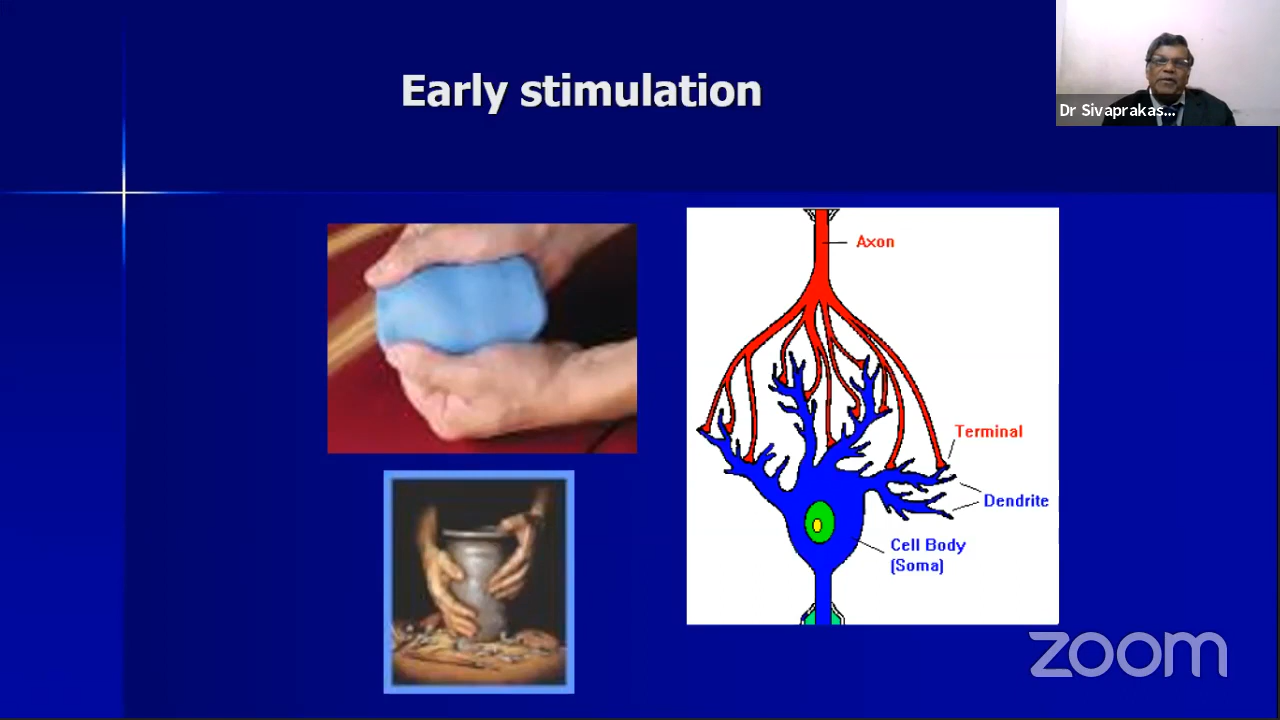 Early stimulation
Dr Sivaprakas...
Axon
Terminal
Dendrite
Cell Body
(Soma)
zoom